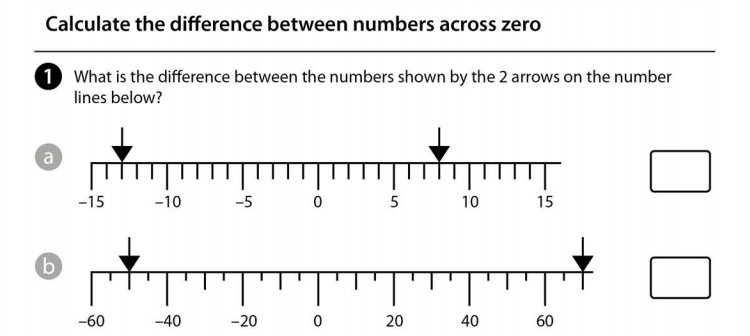 Calculate the difference between numbers across zero
1 What is the difference between the numbers shown by the 2 arrows on the number
lines below?
a
–15 –10 –5 0 5 10 15
b
–60 –40 –20 0 20 40 60